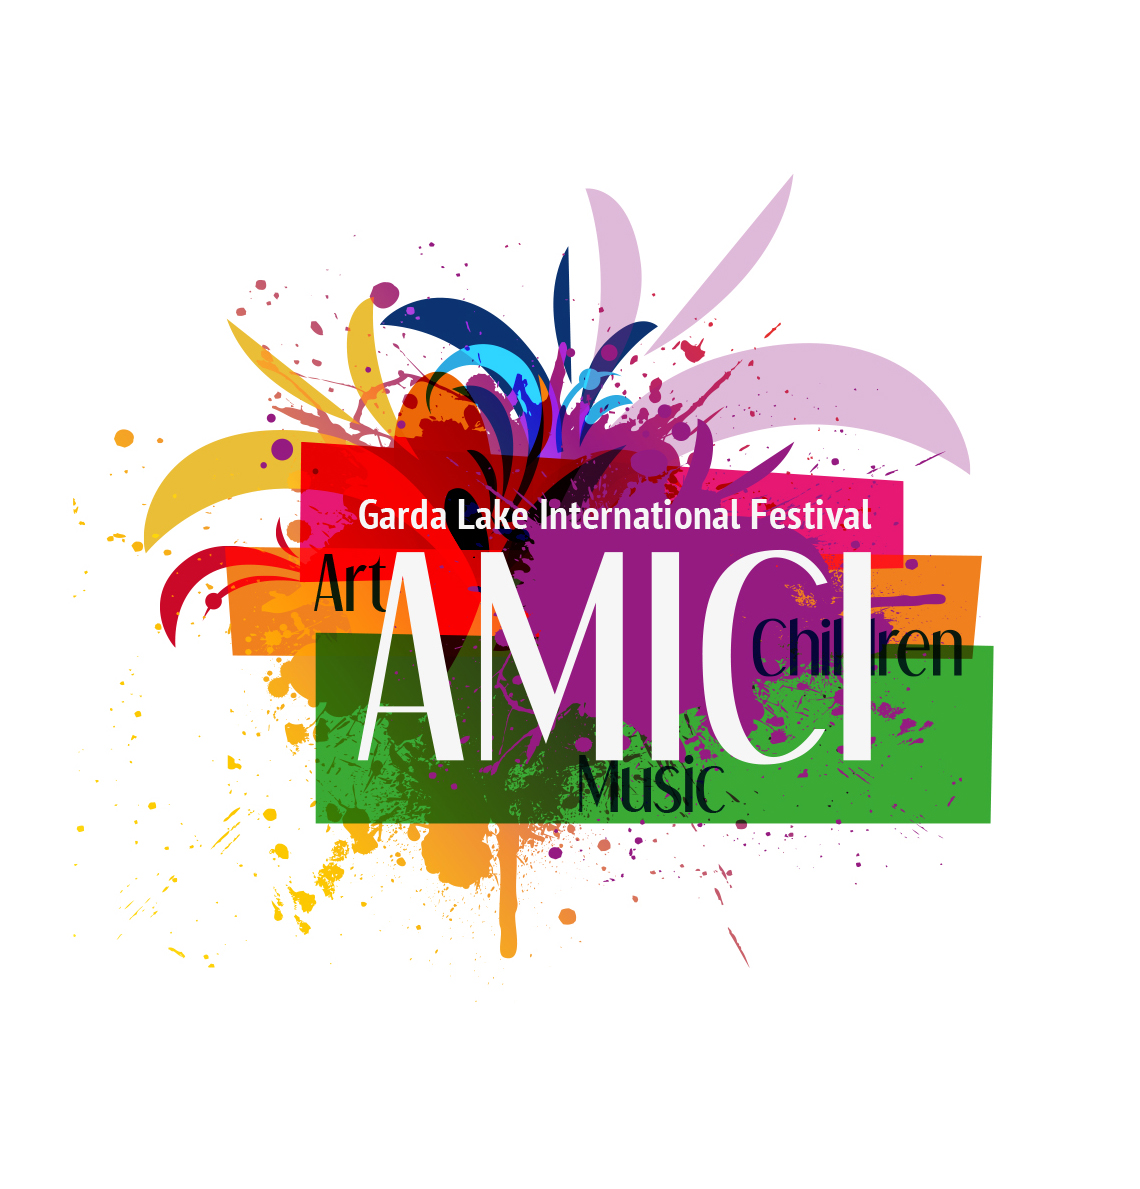 Garda Lake International Festival
Art
AMICI
Children
Music